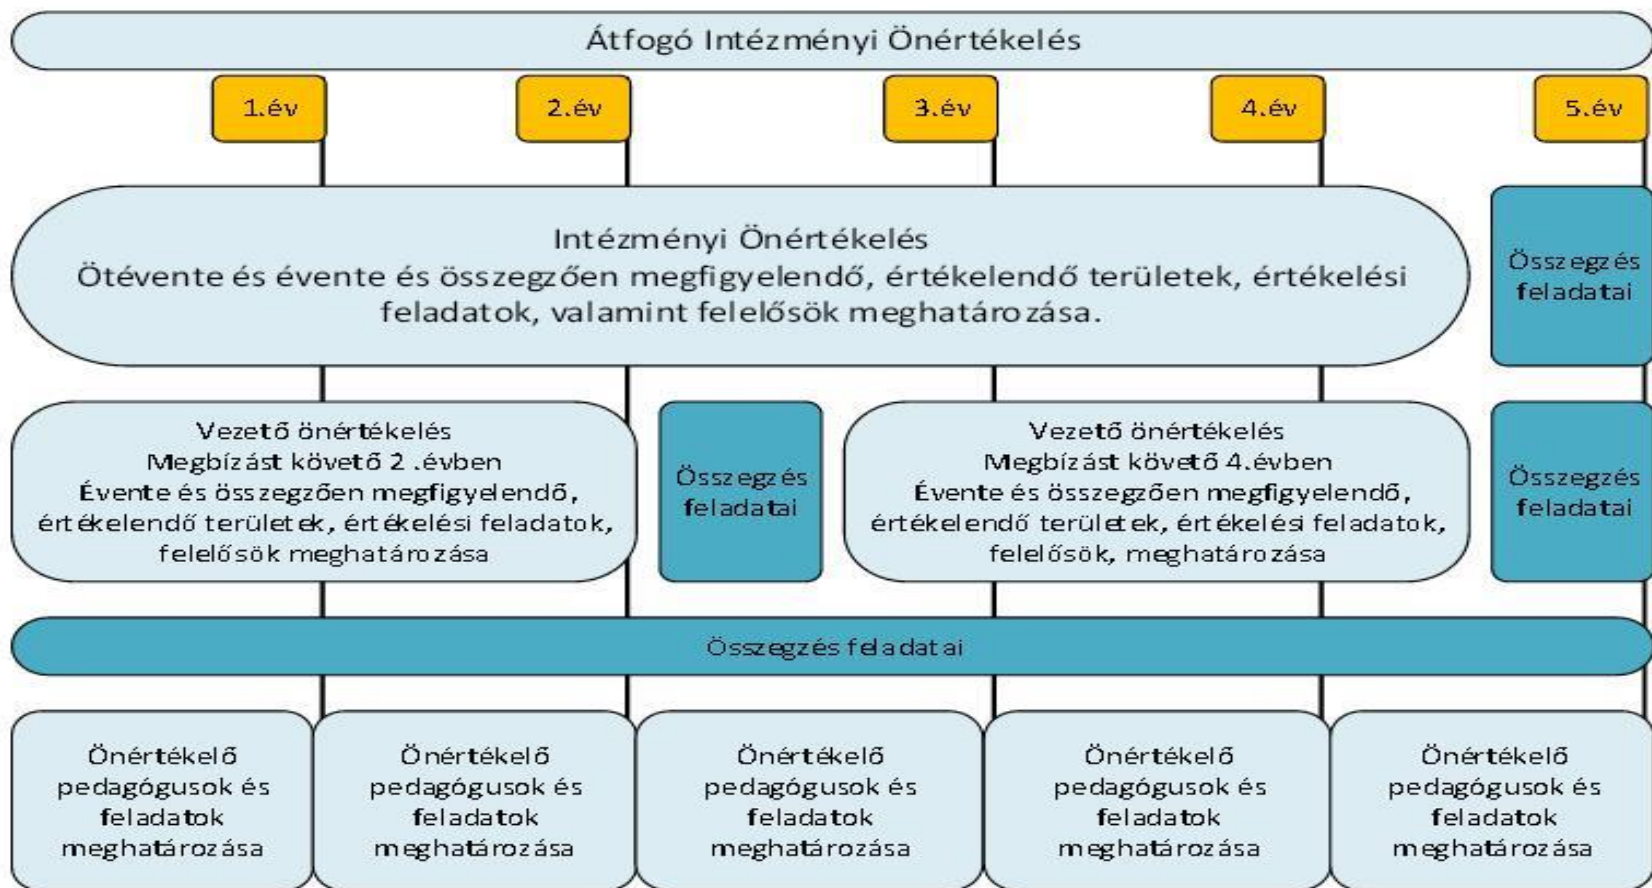 Átfogó Intézményi Önértékelés
1.év
2.év
3.év
4.év
5.év
Intézményi Önértékelés
Ötévente és évente és összegzően megfigyelendő, értékelendő területek, értékelési
feladatok, valamint felelősök meghatározása.
Összegzés
feladatai
Vezető önértékelés
Megbízást követő 2 .évben
Évente és összegzően megfigyelendő,
értékelendő területek, értékelési feladatok,
felelősök meghatározása
Összegzés
feladatai
Vezető önértékelés
Megbízást követő 4.évben
Évente és összegzően megfigyelendő,
értékelendő területek, értékelési feladatok,
felelősök, meghatározása
Összegzés
feladatai
Összegzés feladatai
Önértékelő
pedagógusok és
feladatok
meghatározása
Önértékelő
pedagógusok és
feladatok
meghatározása
Önértékelő
pedagógusok és
feladatok
meghatározása
Önértékelő
pedagógusok és
feladatok
meghatározása
Önértékelő
pedagógusok és
feladatok
meghatározása